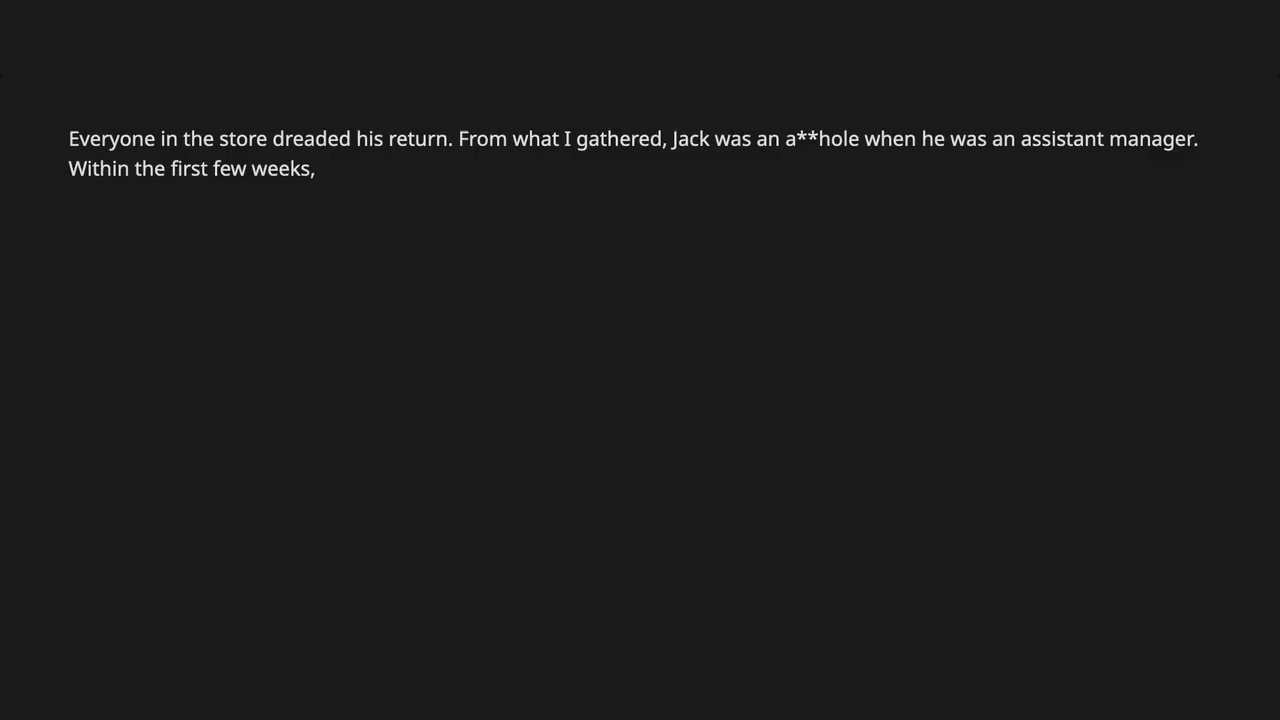 Everyone in the store dreaded his return. From what I gathered, Jack was an a**hole when he was an assistant manager.
Within the first few weeks,